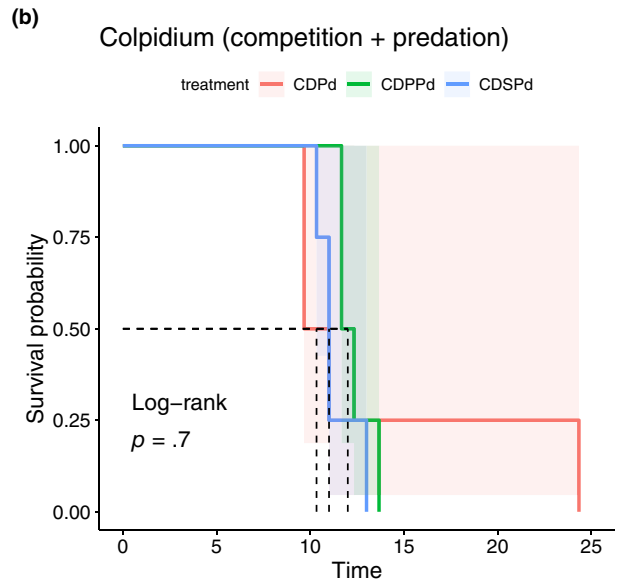 (b)
Colpidium (competition + predation)
treatment CDPd CDPPd CDSPd
1.00
0.75
0.50
0.25
0.00
Survival probability
Log−rank
p = .7
0 5 10 15 20 25
Time